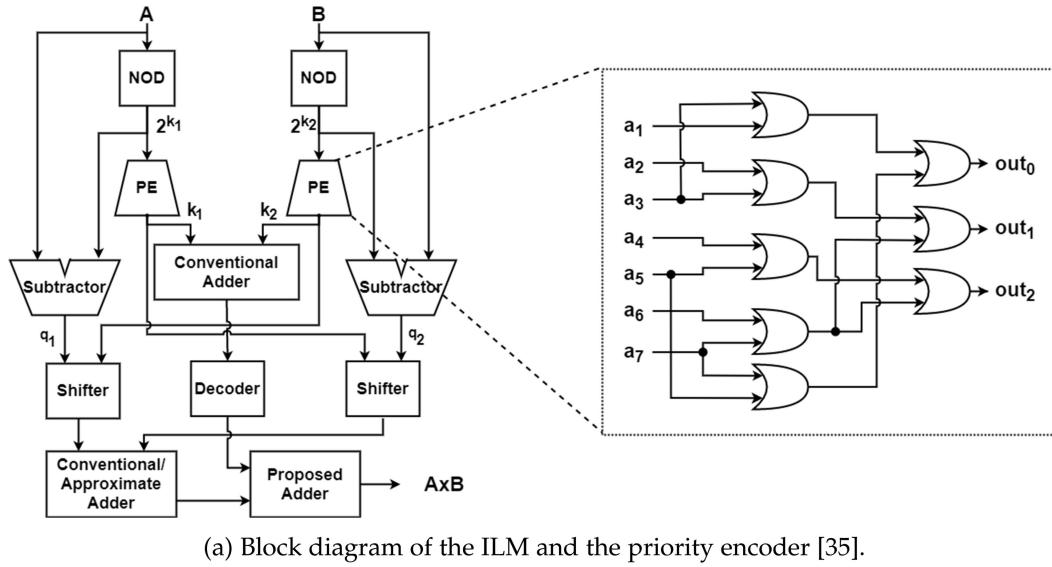 A
B
NOD
NOD
2^k1
2^k2
PE
PE
k1
k2
Conventional
Adder
Subtractor
Subtractor
q1
q2
Shifter
Decoder
Shifter
Conventional/
Approximate
Adder
Proposed
Adder
AxB
a1
a2
a3
a4
a5
a6
a7
out0
out1
out2
(a) Block diagram of the ILM and the priority encoder [35].